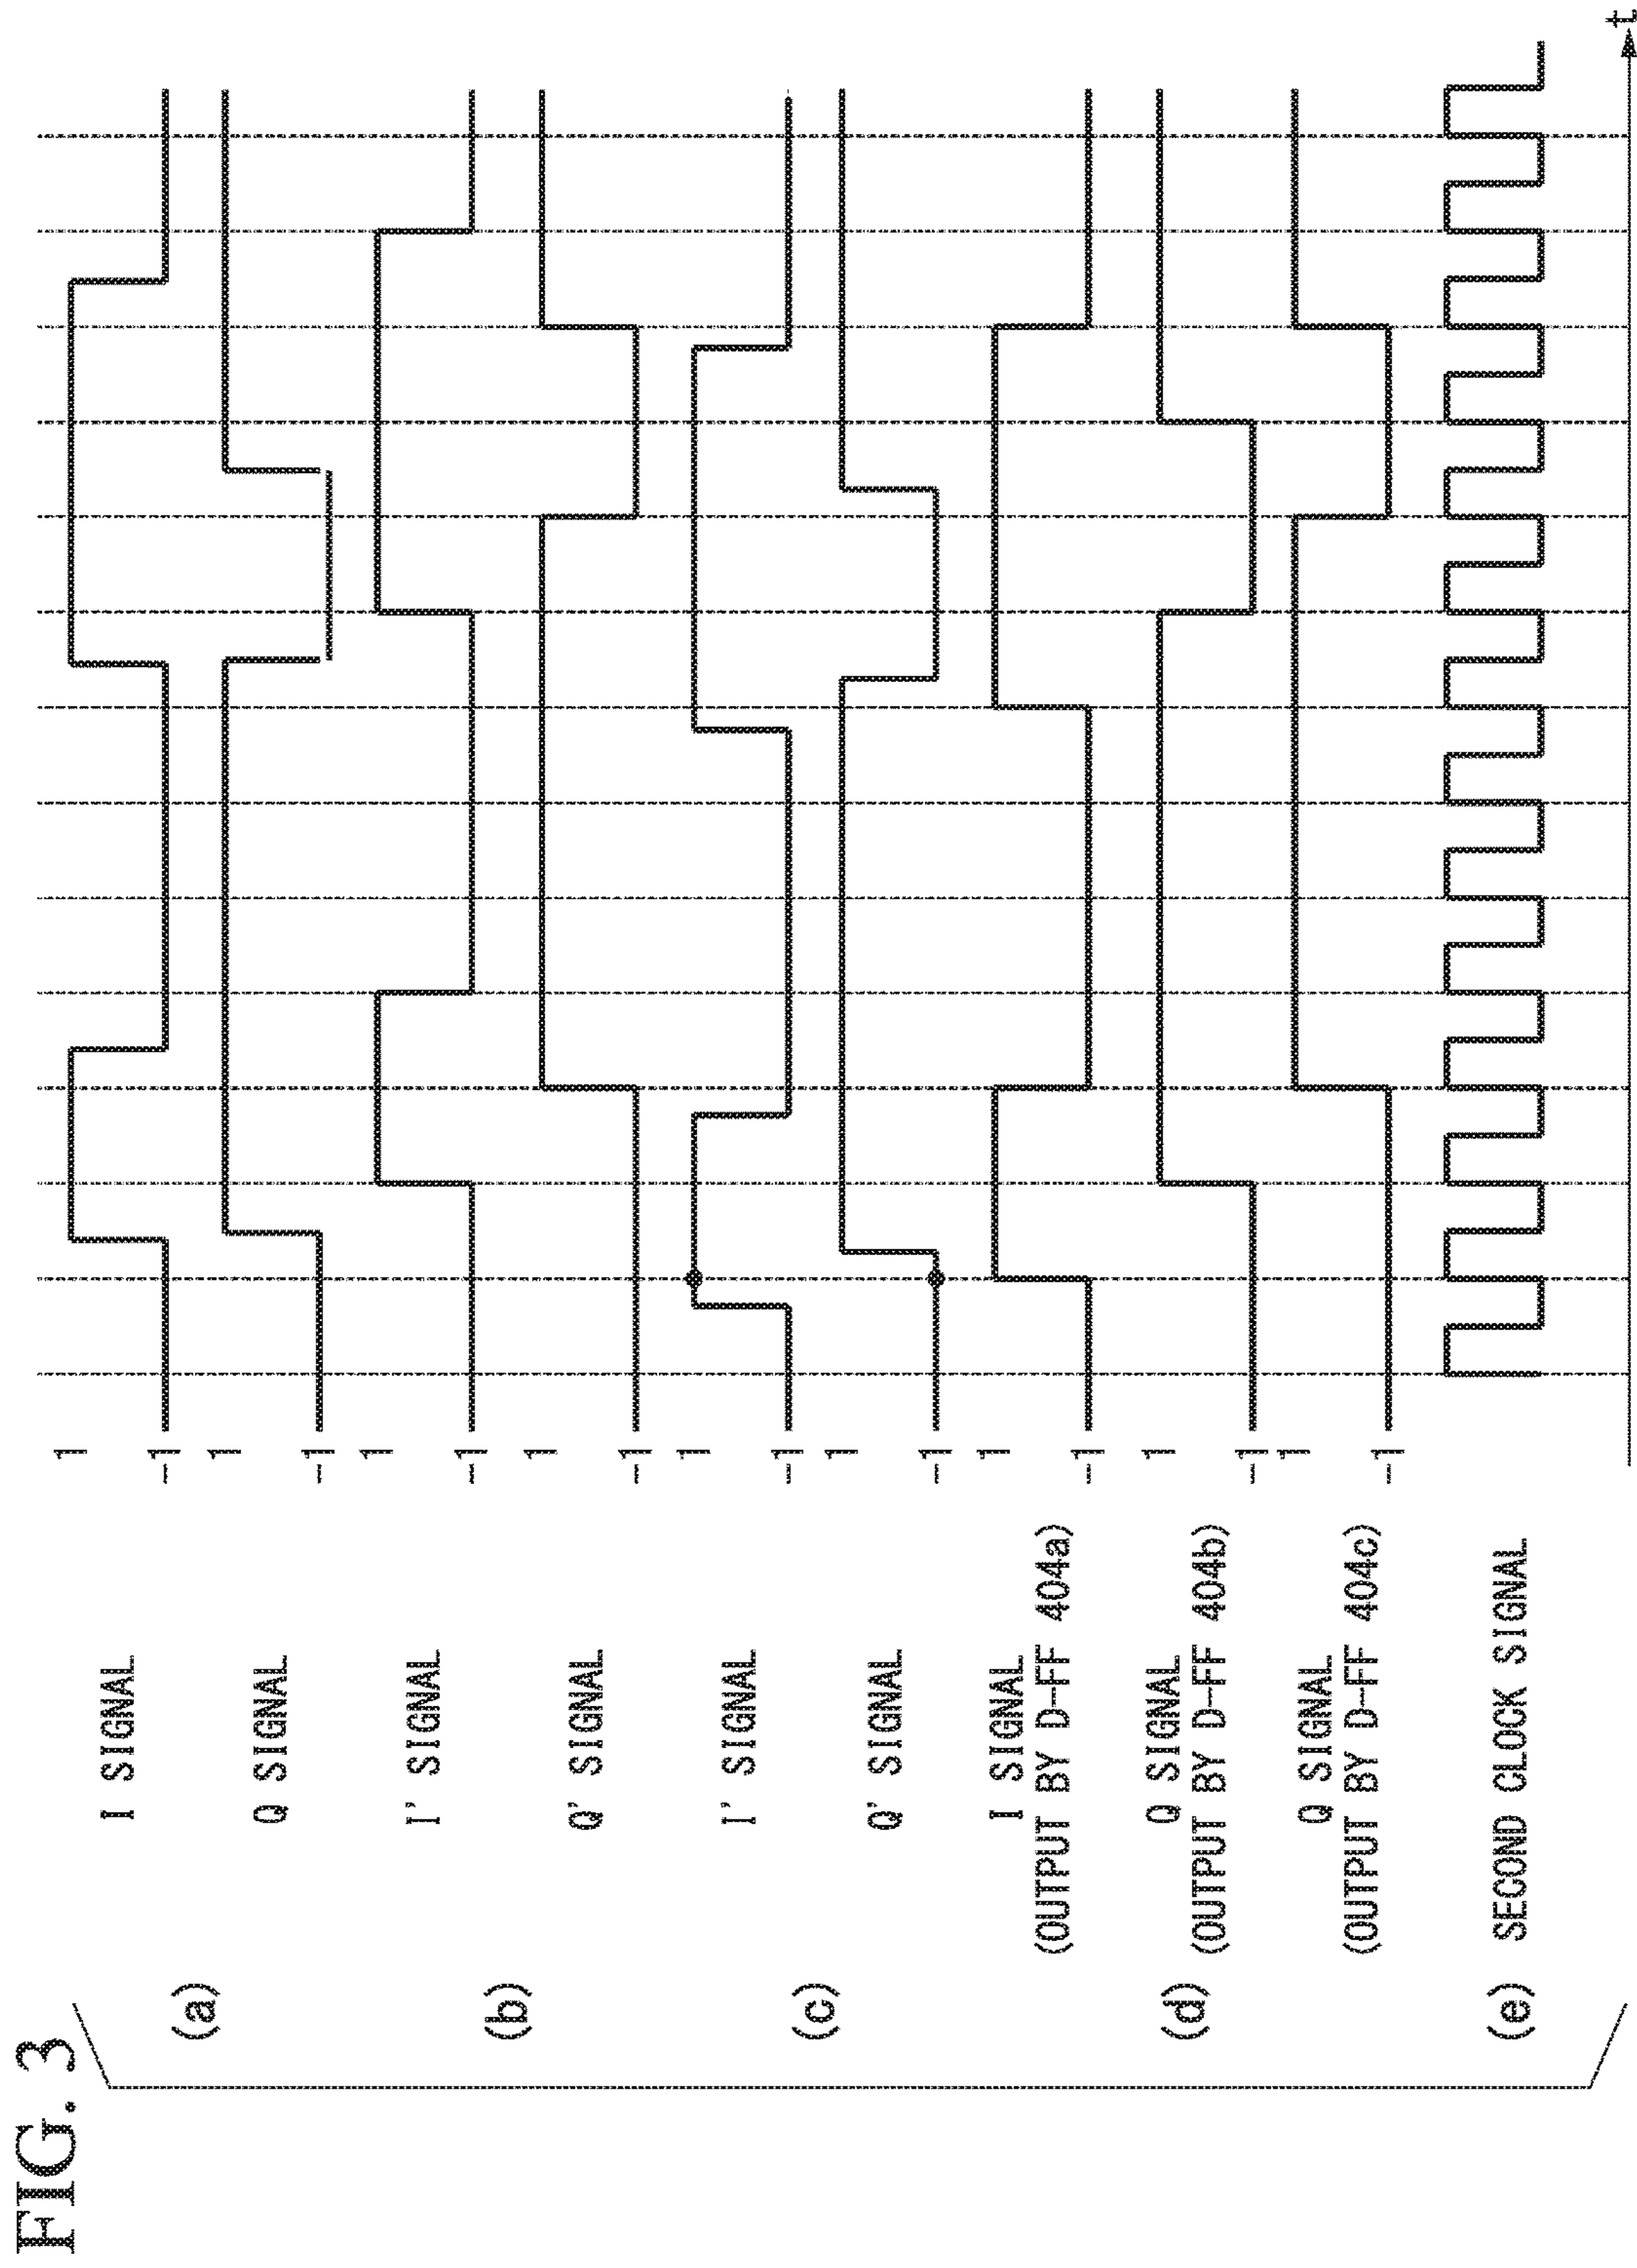 FIG. 3
(a)
I SIGNAL
1
-1
Q SIGNAL
1
-1
(b)
I' SIGNAL
1
-1
Q' SIGNAL
1
-1
(c)
I' SIGNAL
1
-1
Q' SIGNAL
1
-1
(d)
I SIGNAL
(OUTPUT BY D-FF 404a)
1
-1
Q SIGNAL
(OUTPUT BY D-FF 404b)
1
-1
Q SIGNAL
(OUTPUT BY D-FF 404c)
1
-1
(e)
SECOND CLOCK SIGNAL
t